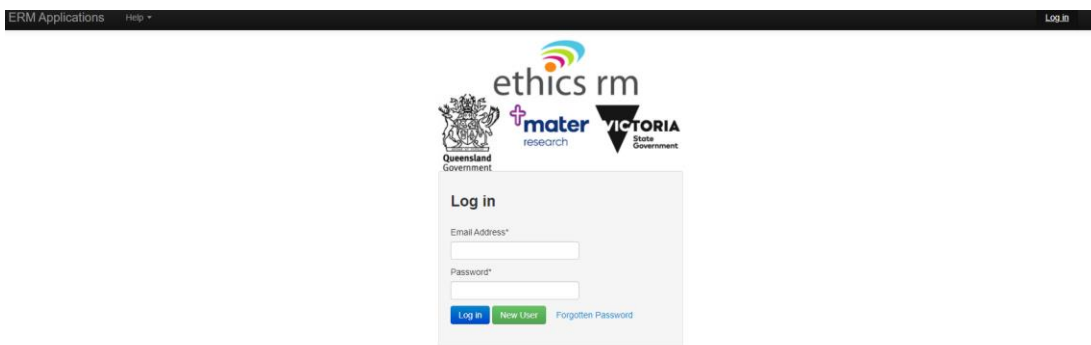 ERM Applications Help Log in
ethics rm
Queensland
Government
mater
research
VICTORIA
State
Government
Log in
Email Address*
Password*
Log in New User Forgotten Password